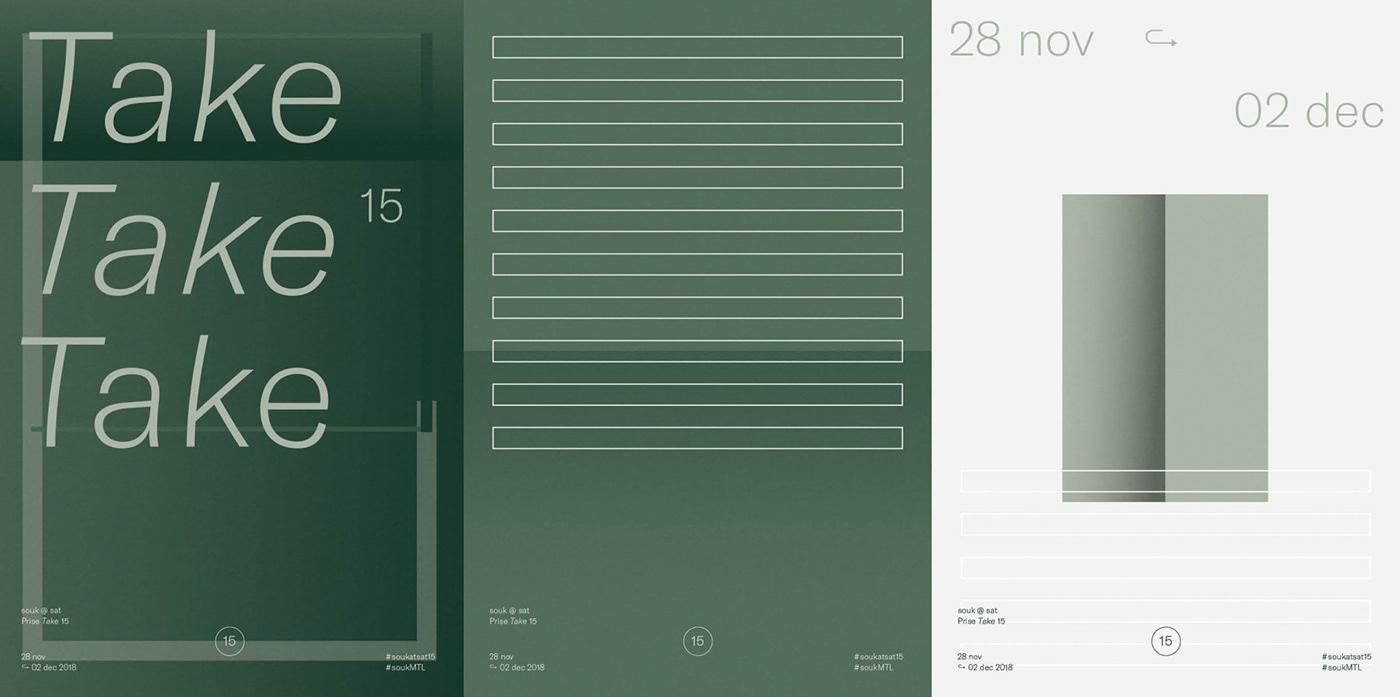 Take
Take 15
Take
souk @ sat
Prise Take 15
15
28 nov
↪ 02 dec 2018
#soukatsat15
#soukMTL
souk @ sat
Prise Take 15
15
28 nov
↪ 02 dec 2018
#soukatsat15
#soukMTL
28 nov ↪
02 dec
souk @ sat
Prise Take 15
15
28 nov
↪ 02 dec 2018
#soukatsat15
#soukMTL